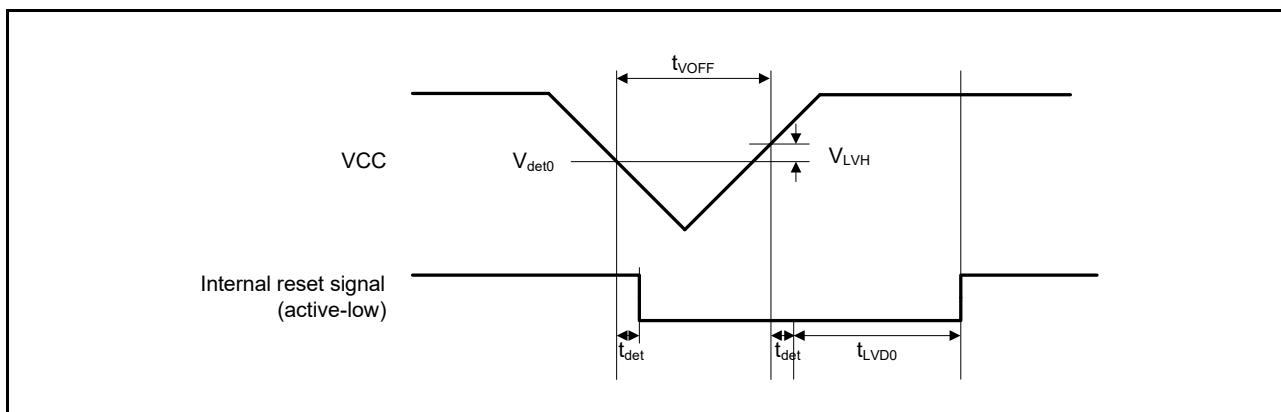 tVOFF
VCC
Vdet0
VLVH
Internal reset signal
(active-low)
tdet
tdet
tLVD0